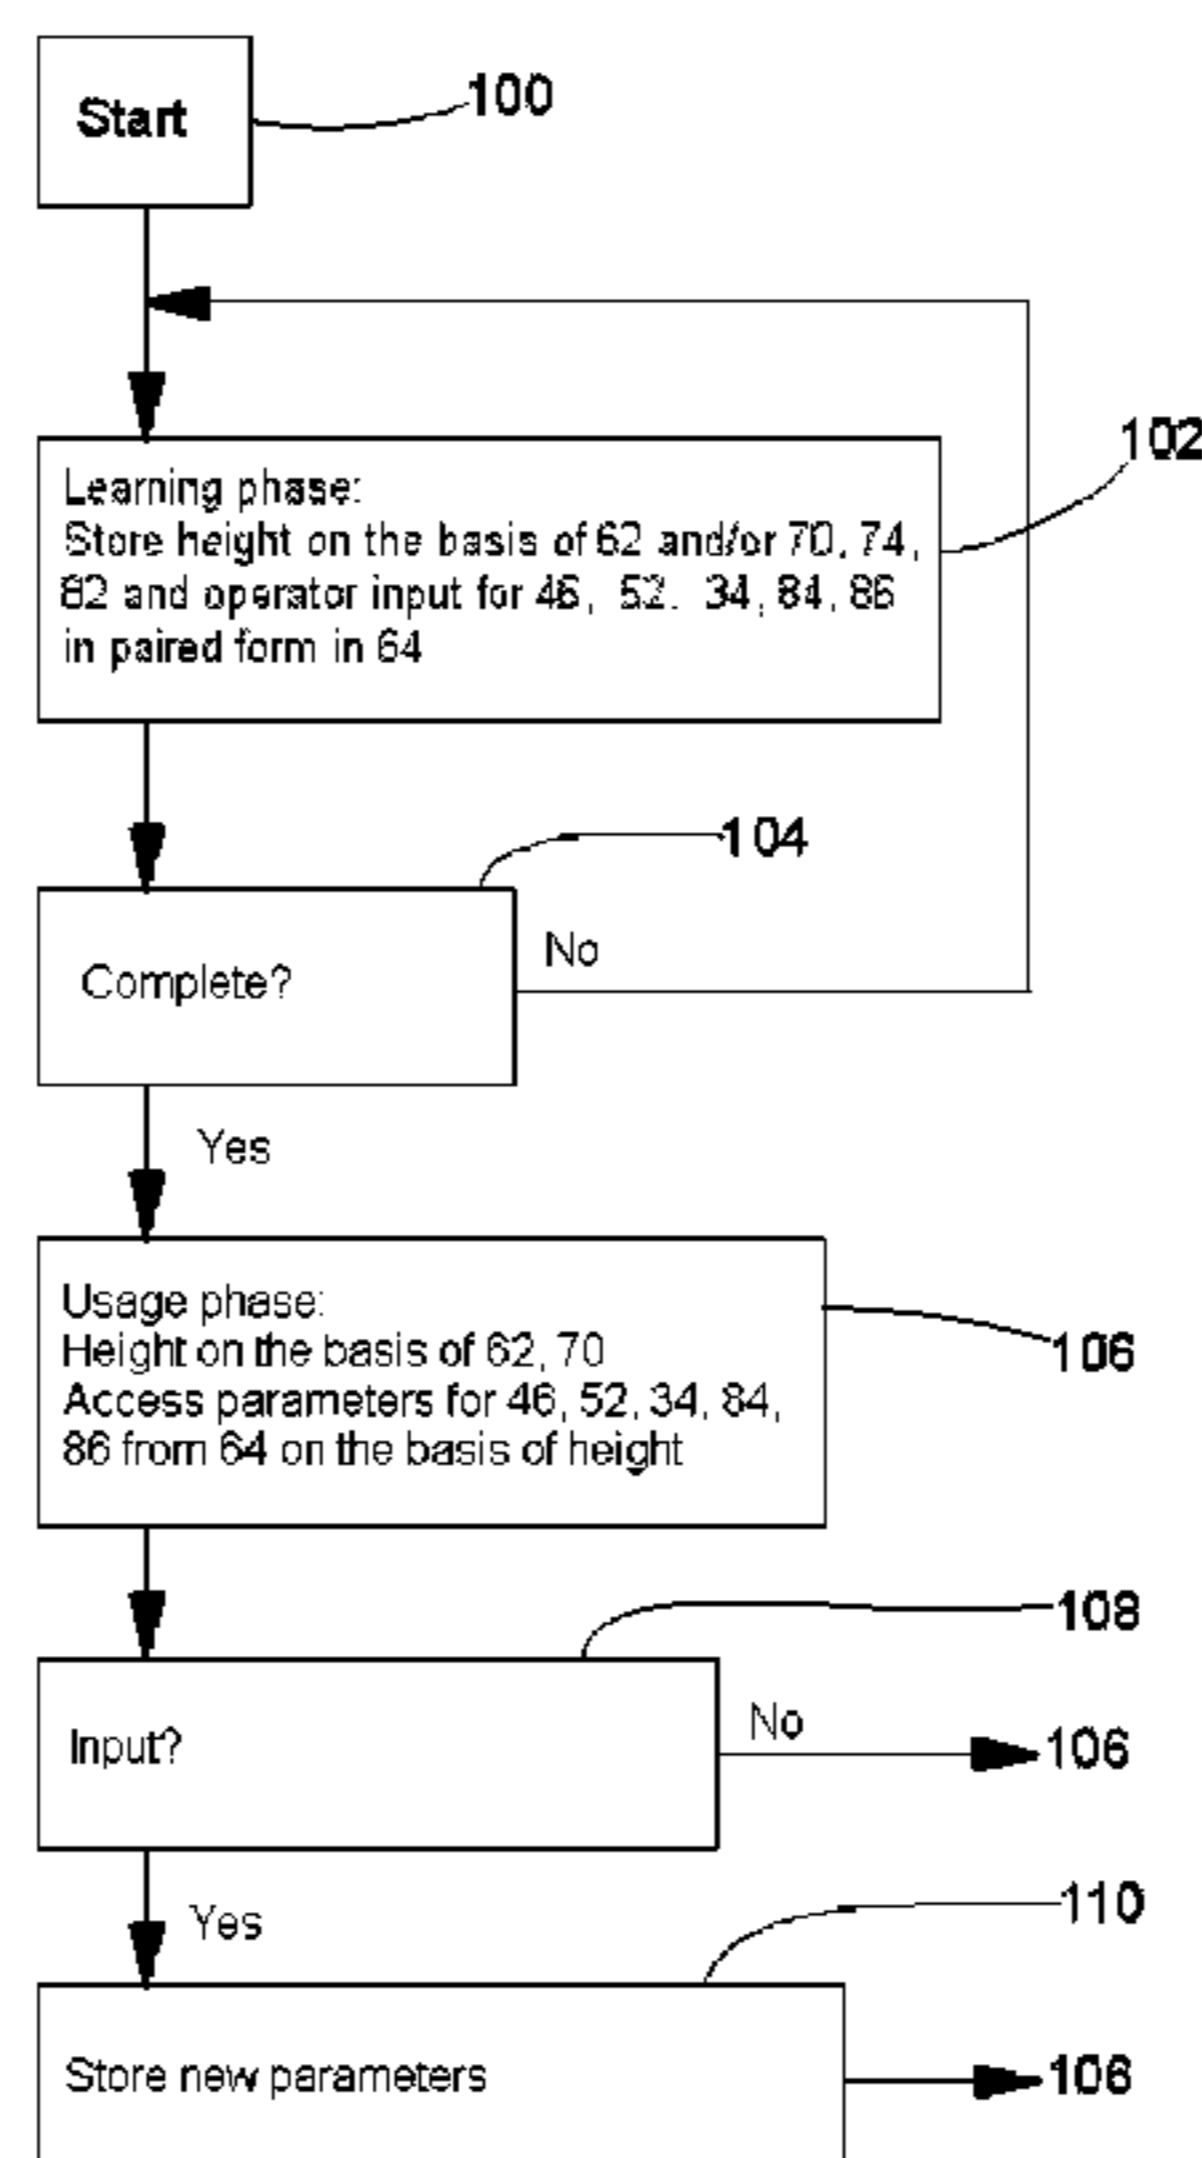 Start
100
102
Learning phase:
Store height on the basis of 62 and/or 70, 74,
82 and operator input for 46, 52. 34, 84, 86
in paired form in 64
104
Complete?
No
Yes
Usage phase:
Height on the basis of 62, 70
Access parameters for 46, 52, 34, 84,
86 from 64 on the basis of height
106
108
Input?
No
106
Yes
110
Store new parameters
106